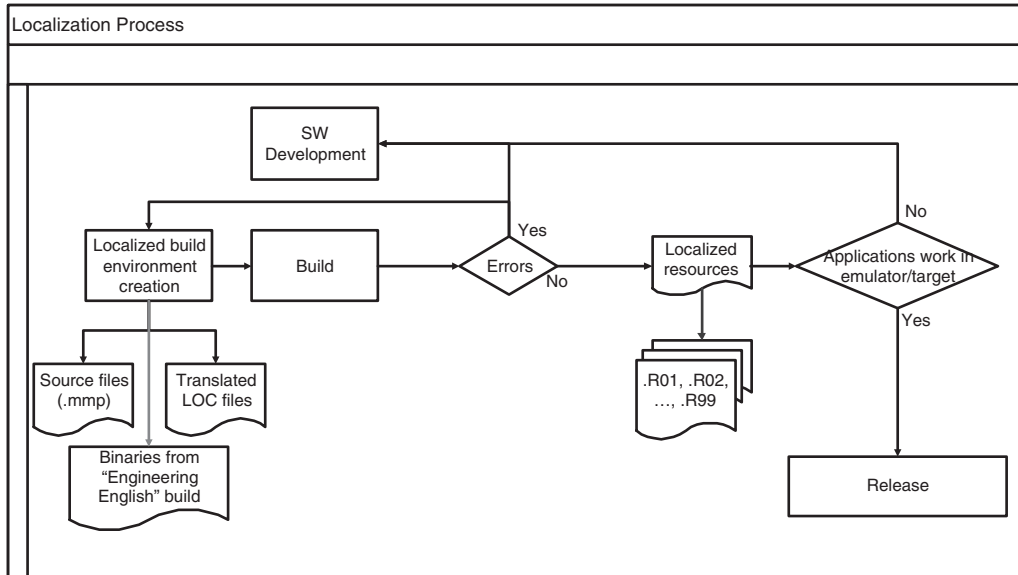 Localization Process
SW
Development
Yes
No
Localized build
environment
creation
Build
Errors
No
Localized
resources
Applications work in
emulator/target
Yes
Source files
(.mmp)
Translated
LOC files
.R01, .R02,
…, .R99
Binaries from
“Engineering
English” build
Release